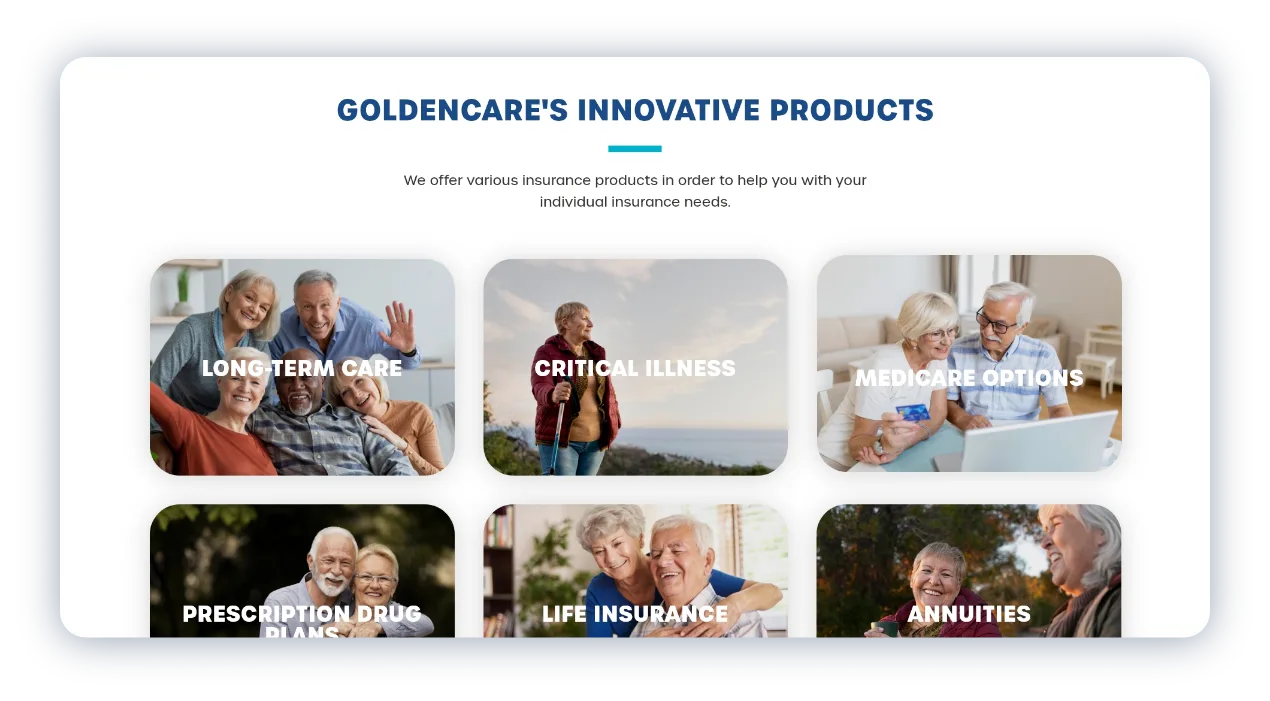 GOLDENCARE'S INNOVATIVE PRODUCTS
We offer various insurance products in order to help you with your
individual insurance needs.
LONG-TERM CARE
CRITICAL ILLNESS
MEDICARE OPTIONS
PRESCRIPTION DRUG
PLANS
LIFE INSURANCE
ANNUITIES